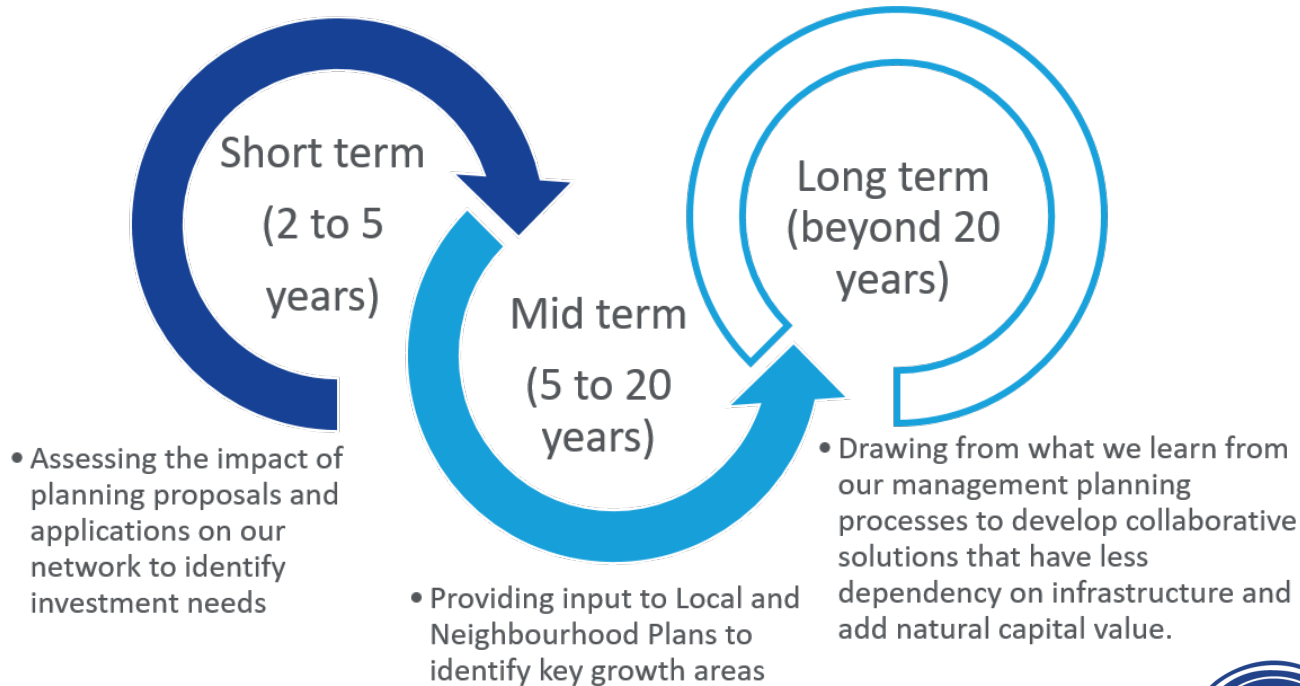 Short term
(2 to 5
years)
Mid term
(5 to 20
years)
Long term
(beyond 20
years)
• Assessing the impact of
planning proposals and
applications on our
network to identify
investment needs
• Providing input to Local and
Neighbourhood Plans to
identify key growth areas
• Drawing from what we learn from
our management planning
processes to develop collaborative
solutions that have less
dependency on infrastructure and
add natural capital value.